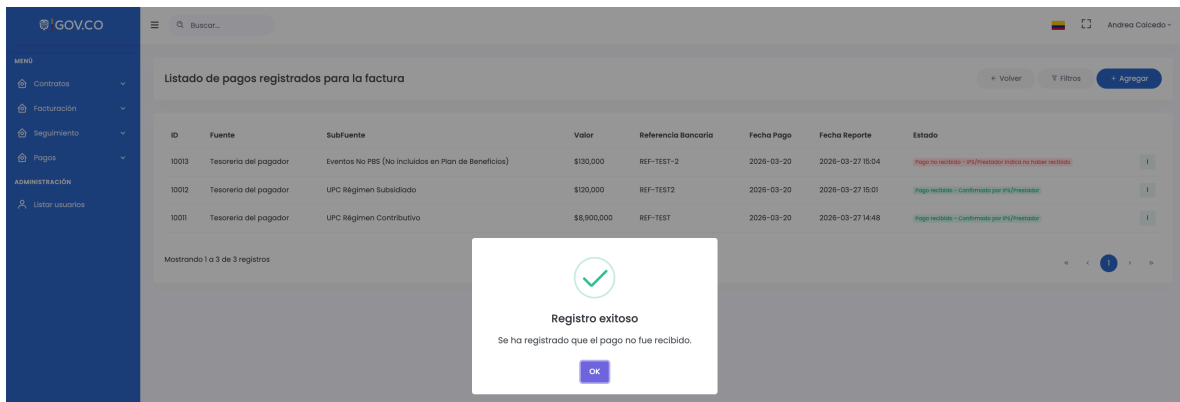 GOV.CO
Buscar...
Andrea Caicedo
MENÚ
Contratos
Facturación
Seguimiento
Pagos
ADMINISTRACIÓN
Listar usuarios
Listado de pagos registrados para la factura
Volver
Filtros
+ Agregar
ID Fuente SubFuente Valor Referencia Bancaria Fecha Pago Fecha Reporte Estado
10013 Tesoreria del pagador Eventos No PBS (No incluidos en Plan de Beneficios) $130,000 REF-TEST-2 2026-03-20 2026-03-27 15:04 Pago no recibido - IPS/Prestador indica no haber recibido
10012 Tesoreria del pagador UPC Régimen Subsidiado $120,000 REF-TEST2 2026-03-20 2026-03-27 15:01 Pago recibido - Confirmado por IPS/Prestador
10011 Tesoreria del pagador UPC Régimen Contributivo $8,900,000 REF-TEST 2026-03-20 2026-03-27 14:48 Pago recibido - Confirmado por IPS/Prestador
Mostrando 1 a 3 de 3 registros
« ‹ 1 › »
Registro exitoso
Se ha registrado que el pago no fue recibido.
OK